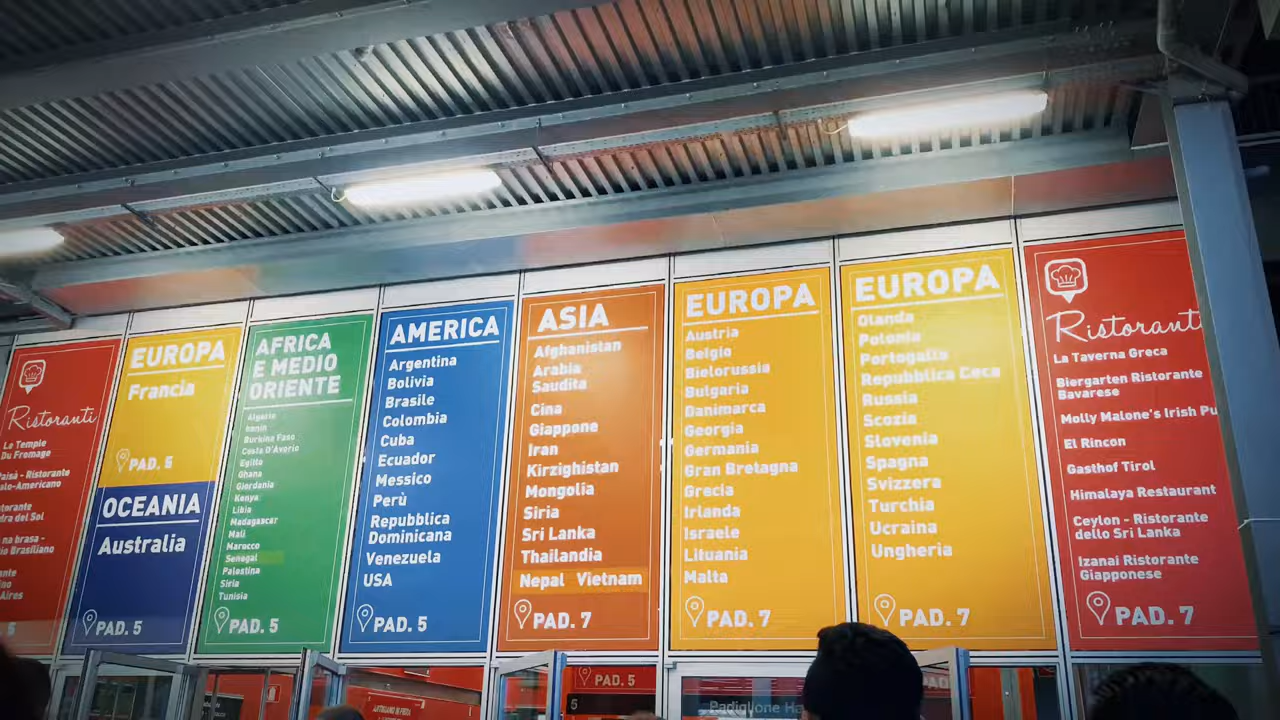 Ristoranti
Le Temple
Du Fromage
Ristorante
EUROPA
Francia
PAD. 6
OCEANIA
Australia
PAD. 5
AFRICA
E MEDIO
ORIENTE
Algeria
Benin
Burkina Faso
Costa D'Avorio
Egitto
Ghana
Giordania
Kenya
Libia
Madagascar
Mali
Marocco
Senegal
Palestina
Siria
Tunisia
PAD. 5
AMERICA
Argentina
Bolivia
Brasile
Colombia
Cuba
Ecuador
Messico
Perù
Repubblica
Dominicana
Venezuela
USA
PAD. 5
ASIA
Afghanistan
Arabia
Saudita
Cina
Giappone
Iran
Kirzighistan
Mongolia
Siria
Sri Lanka
Thailandia
Nepal Vietnam
PAD. 7
EUROPA
Austria
Belgio
Bielorussia
Bulgaria
Danimarca
Georgia
Germania
Gran Bretagna
Grecia
Irlanda
Israele
Lituania
Malta
PAD. 7
EUROPA
Olanda
Polonia
Portogallo
Repubblica Ceca
Russia
Scozia
Slovenia
Spagna
Svizzera
Turchia
Ucraina
Ungheria
PAD. 7
Ristoranti
La Taverna Greca
Biergarten Ristorante
Bavarese
Molly Malone's Irish Pu
El Rincon
Gasthof Tirol
Himalaya Restaurant
Ceylon - Ristorante
dello Sri Lanka
Izanai Ristorante
Giapponese
PAD. 7
PAD. 5
5
Padiglione